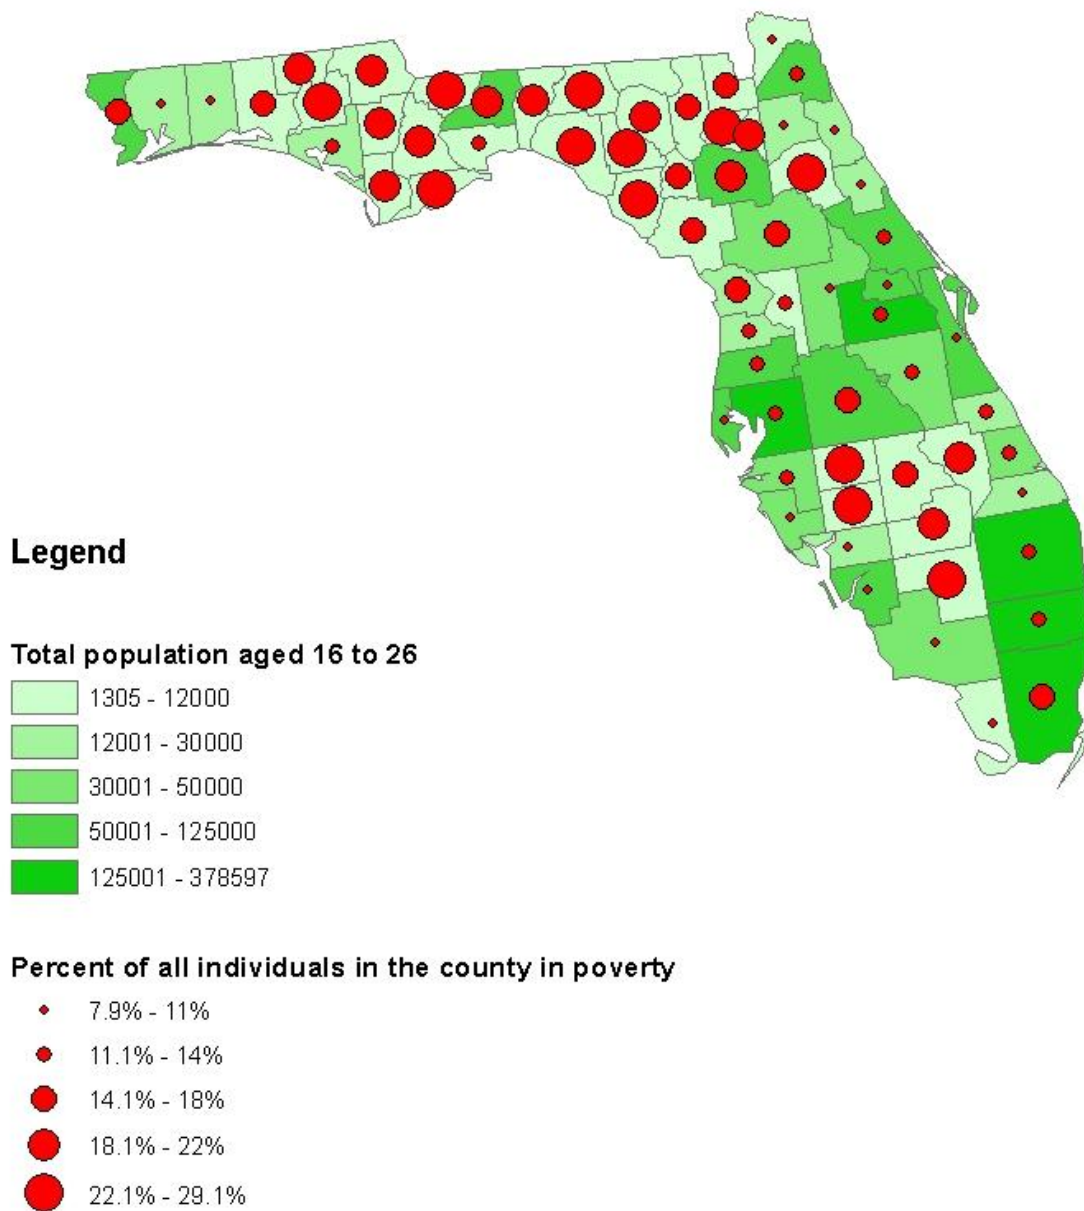 Legend
Total population aged 16 to 26
1305 - 12000
12001 - 30000
30001 - 50000
50001 - 125000
125001 - 378597
Percent of all individuals in the county in poverty
7.9% - 11%
11.1% - 14%
14.1% - 18%
18.1% - 22%
22.1% - 29.1%